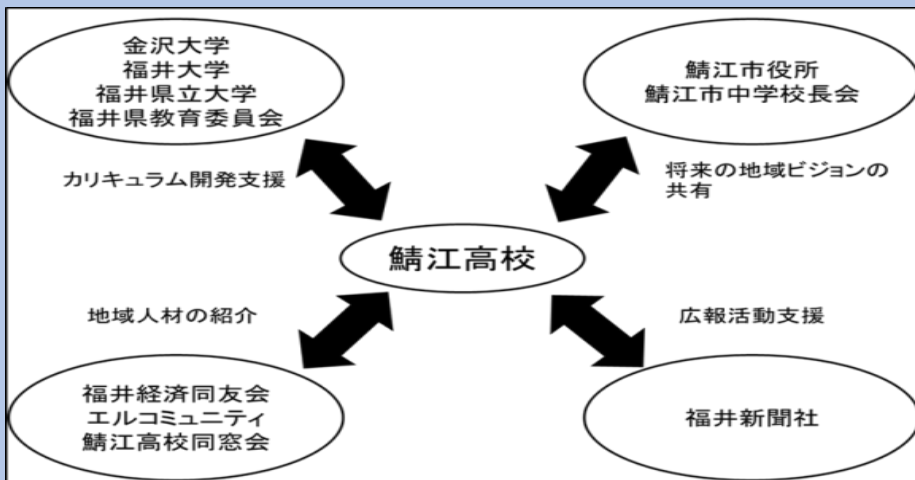 金沢大学
福井大学
福井県立大学
福井県教育委員会
鯖江市役所
鯖江市中学校長会
カリキュラム開発支援
将来の地域ビジョンの
共有
鯖江高校
地域人材の紹介
広報活動支援
福井経済同友会
エルコミュニティ
鯖江高校同窓会
福井新聞社